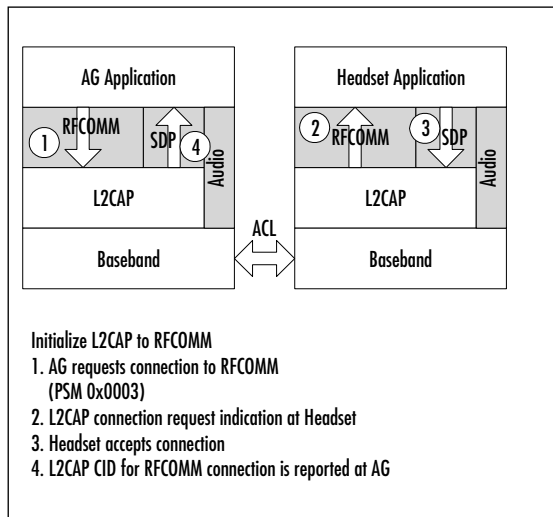 AG Application
Headset Application
1
RFCOMM
SDP
4
Audio
2
RFCOMM
3
SDP
Audio
L2CAP
L2CAP
ACL
Baseband
Baseband
Initialize L2CAP to RFCOMM
1. AG requests connection to RFCOMM
(PSM 0x0003)
2. L2CAP connection request indication at Headset
3. Headset accepts connection
4. L2CAP CID for RFCOMM connection is reported at AG